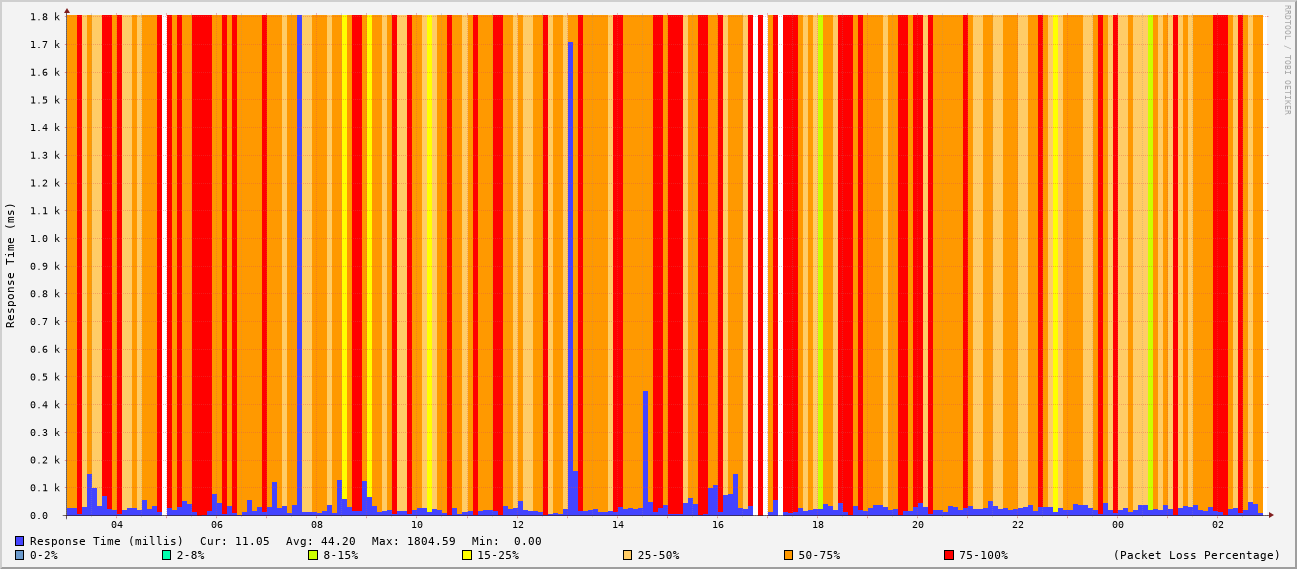 RRDTOOL / TOBI OETIKER
Response Time (ms)
1.8 k
1.7 k
1.6 k
1.5 k
1.4 k
1.3 k
1.2 k
1.1 k
1.0 k
0.9 k
0.8 k
0.7 k
0.6 k
0.5 k
0.4 k
0.3 k
0.2 k
0.1 k
0.0
04 06 08 10 12 14 16 18 20 22 00 02
Response Time (millis) Cur: 11.05 Avg: 44.20 Max: 1804.59 Min: 0.00
0-2% 2-8% 8-15% 15-25% 25-50% 50-75% 75-100% (Packet Loss Percentage)